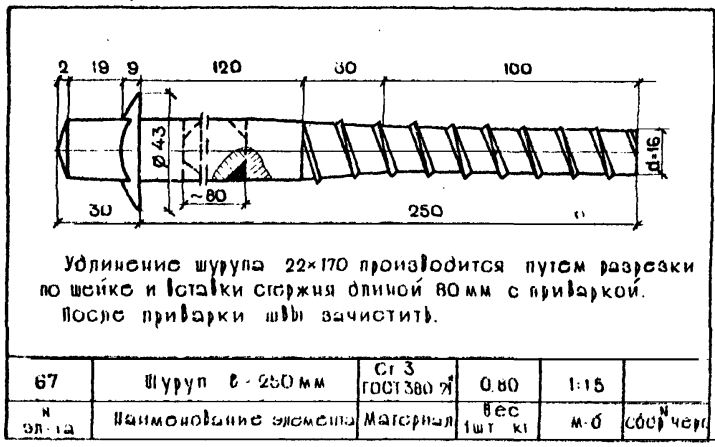 2 19 9 120 30 100
Ø43
d=16
~80
30 250
Удлинение шурупа 22×170 производится путем разрезки
по шейке и вставки стержня длиной 80 мм с приваркой.
После приварки швы зачистить.
67 Шуруп ℓ-250 мм Ст 3 ГОСТ 380 0,80 1:1,5
N эл-та Наименование элемента Материал Вес 1шт кг м-б N сбор черт